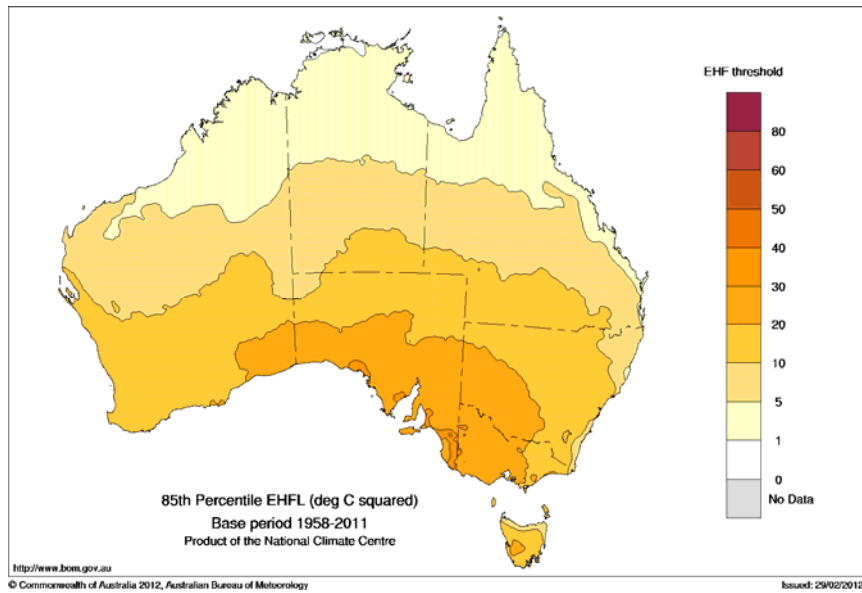 EHF threshold
80
60
50
40
30
20
10
5
1
0
No Data
85th Percentile EHFL (deg C squared)
Base period 1958-2011
Product of the National Climate Centre
http://www.bom.gov.au
© Commonwealth of Australia 2012, Australian Bureau of Meteorology
Issued: 29/02/2012